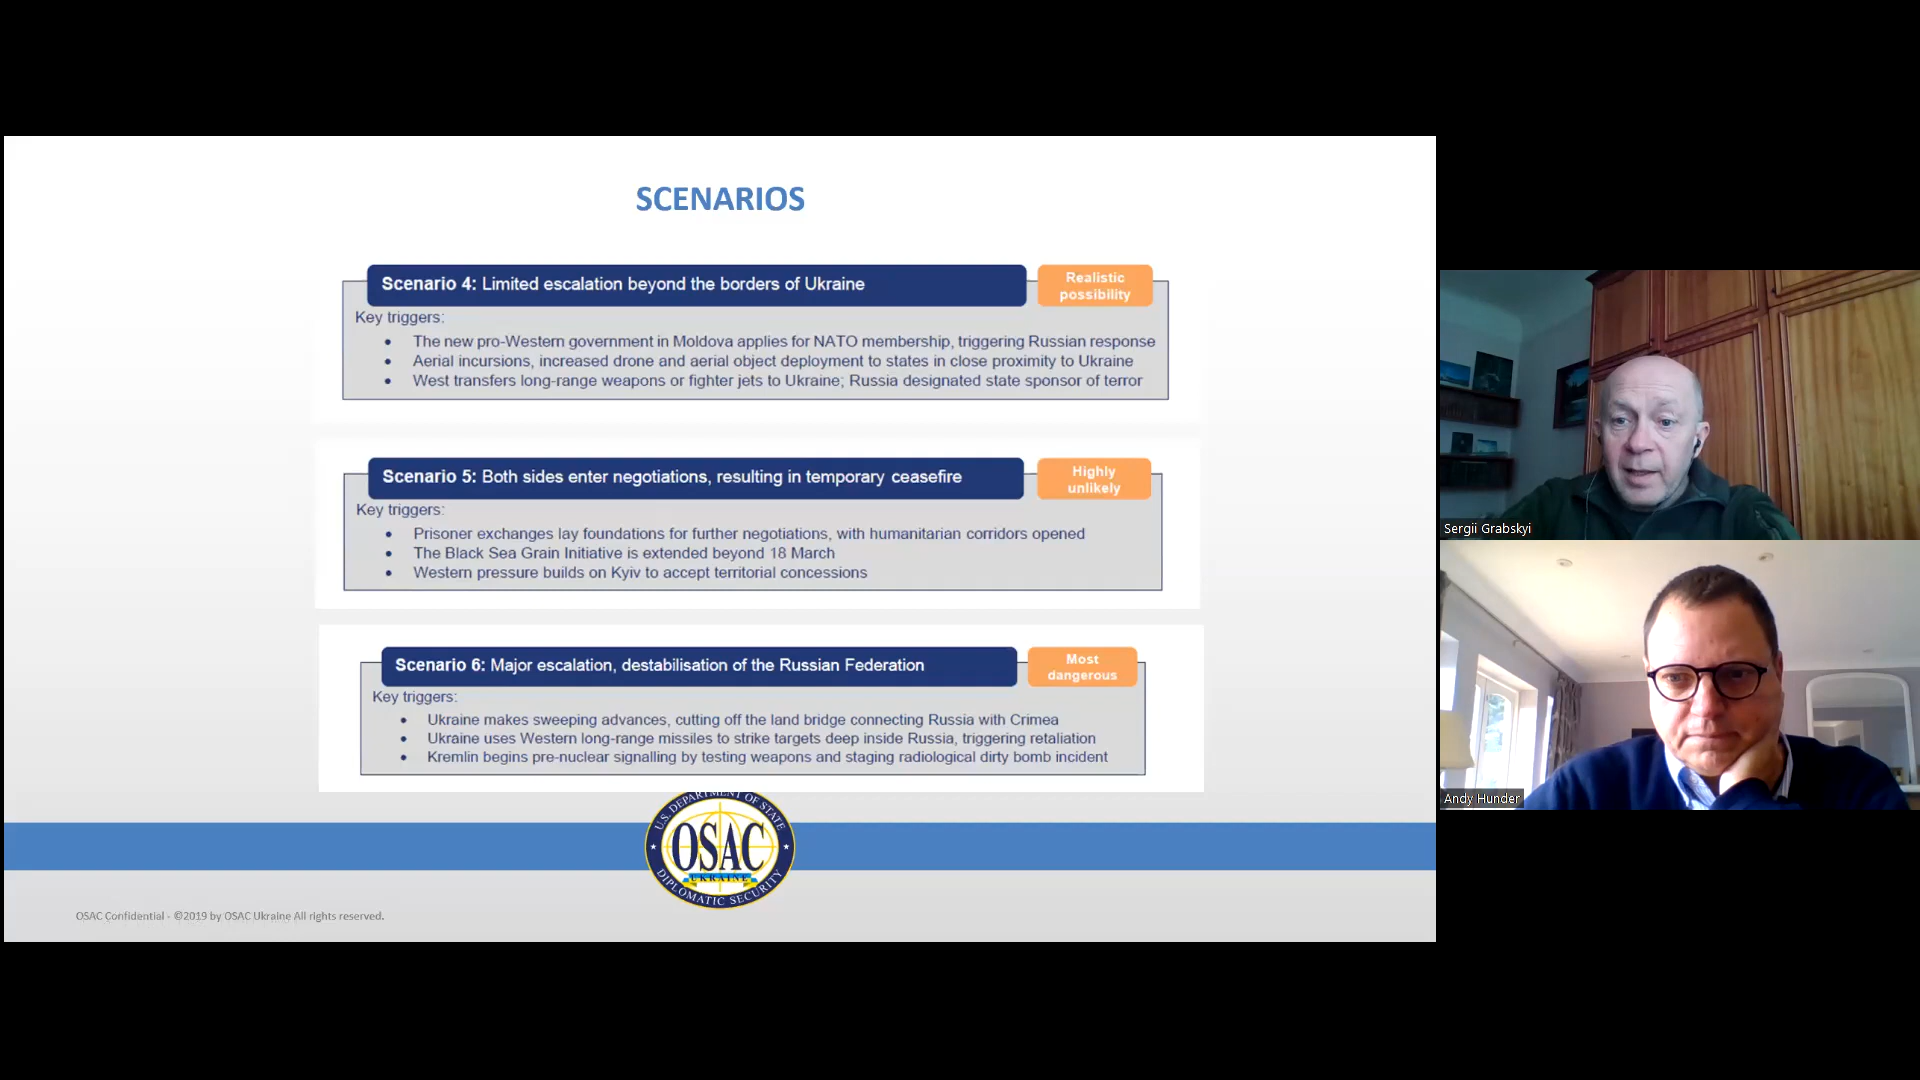 SCENARIOS
Scenario 4: Limited escalation beyond the borders of Ukraine
Realistic
possibility
Key triggers:
• The new pro-Western government in Moldova applies for NATO membership, triggering Russian response
• Aerial incursions, increased drone and aerial object deployment to states in close proximity to Ukraine
• West transfers long-range weapons or fighter jets to Ukraine; Russia designated state sponsor of terror
Scenario 5: Both sides enter negotiations, resulting in temporary ceasefire
Highly
unlikely
Key triggers:
• Prisoner exchanges lay foundations for further negotiations, with humanitarian corridors opened
• The Black Sea Grain Initiative is extended beyond 18 March
• Western pressure builds on Kyiv to accept territorial concessions
Scenario 6: Major escalation, destabilisation of the Russian Federation
Most
dangerous
Key triggers:
• Ukraine makes sweeping advances, cutting off the land bridge connecting Russia with Crimea
• Ukraine uses Western long-range missiles to strike targets deep inside Russia, triggering retaliation
• Kremlin begins pre-nuclear signalling by testing weapons and staging radiological dirty bomb incident
U.S. DEPARTMENT OF STATE
OSAC
UKRAINE
DIPLOMATIC SECURITY
OSAC Confidential - ©2019 by OSAC Ukraine All rights reserved.
Sergii Grabskyi
Andy Hunder